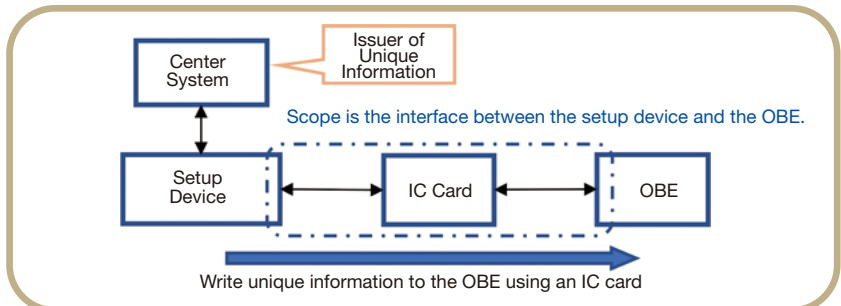 Center
System
Issuer of
Unique
Information
Scope is the interface between the setup device and the OBE.
Setup
Device
IC Card
OBE
Write unique information to the OBE using an IC card